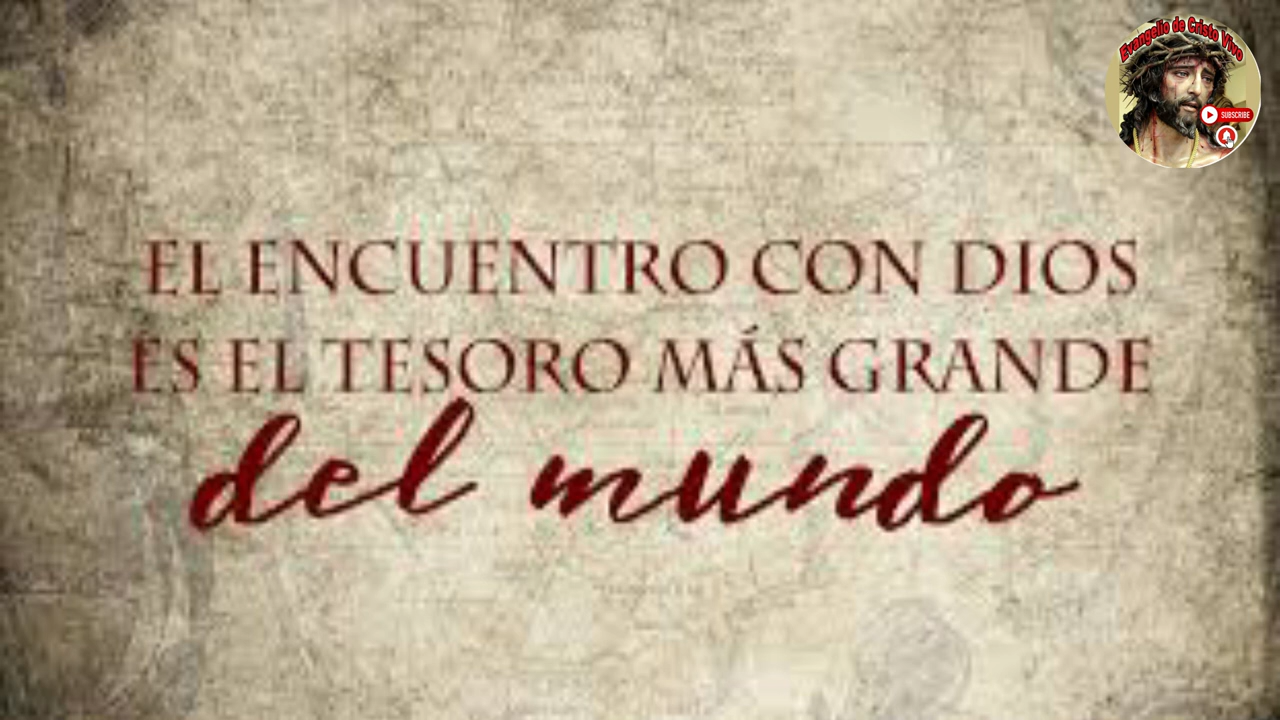 Evangelio de Cristo Vivo
SUBSCRIBE
EL ENCUENTRO CON DIOS
ES EL TESORO MÁS GRANDE
del mundo